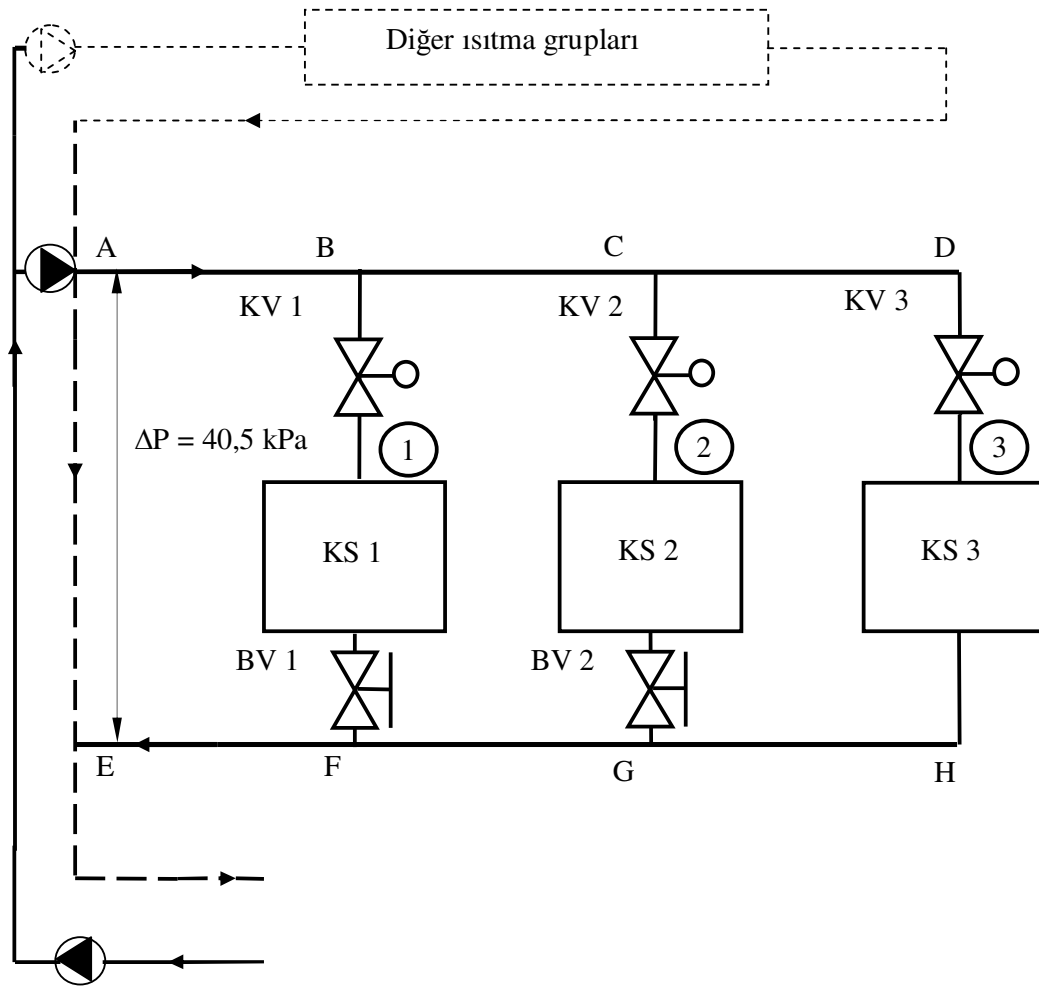 Diğer ısıtma grupları
A
B
C
D
KV 1
KV 2
KV 3
ΔP = 40,5 kPa
1
2
3
KS 1
KS 2
KS 3
BV 1
BV 2
E
F
G
H